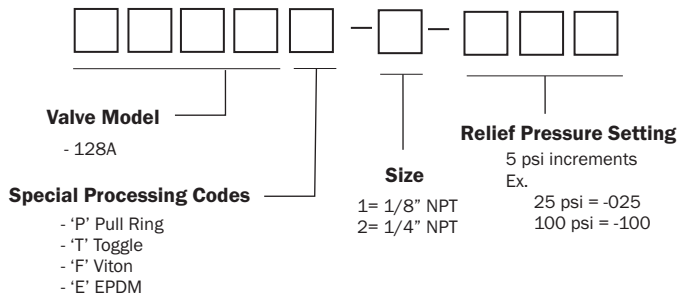 Valve Model
- 128A
Special Processing Codes
- 'P' Pull Ring
- 'T' Toggle
- 'F' Viton
- 'E' EPDM
Size
1= 1/8” NPT
2= 1/4” NPT
Relief Pressure Setting
5 psi increments
Ex.
25 psi = -025
100 psi = -100